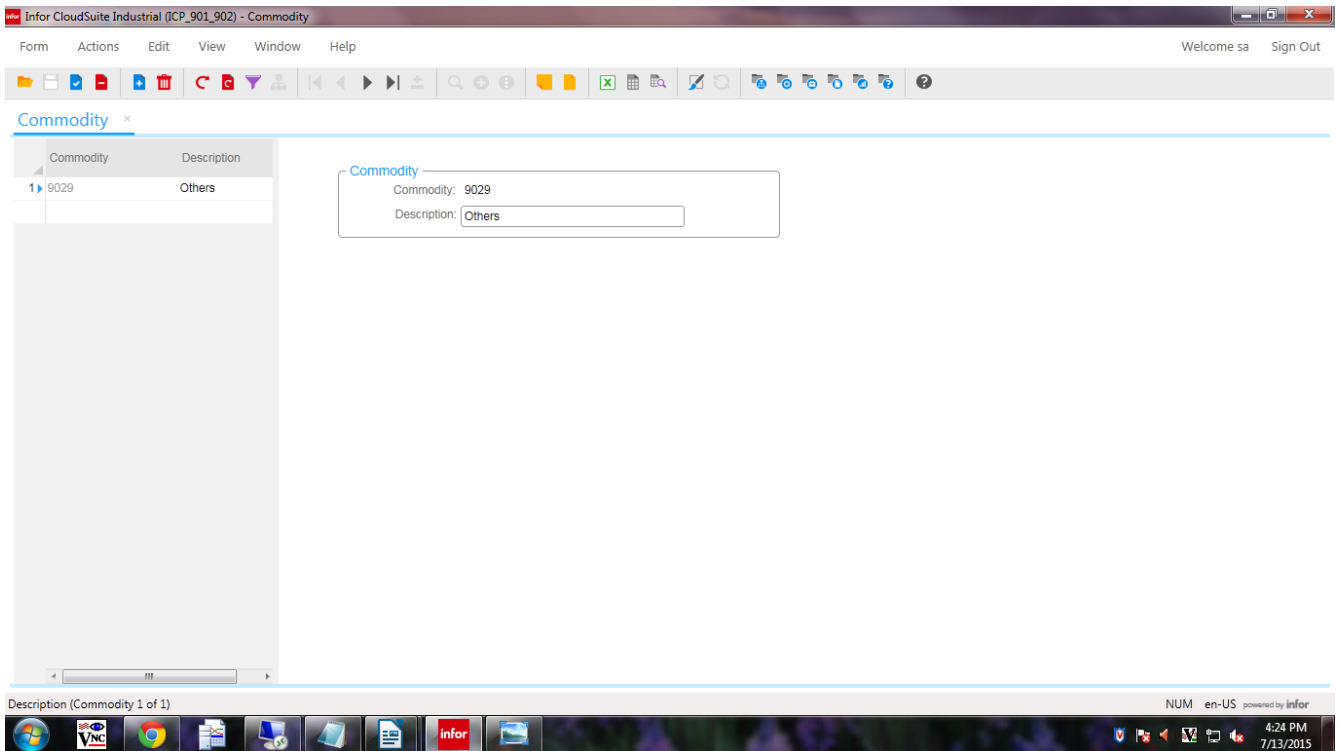 infor Infor CloudSuite Industrial (ICP_901_902) - Commodity
Form Actions Edit View Window Help Welcome sa Sign Out
Commodity ×
Commodity Description
1 9029 Others
Commodity
Commodity: 9029
Description: Others
Description (Commodity 1 of 1) NUM en-US powered by infor
VNC infor 4:24 PM
7/13/2015